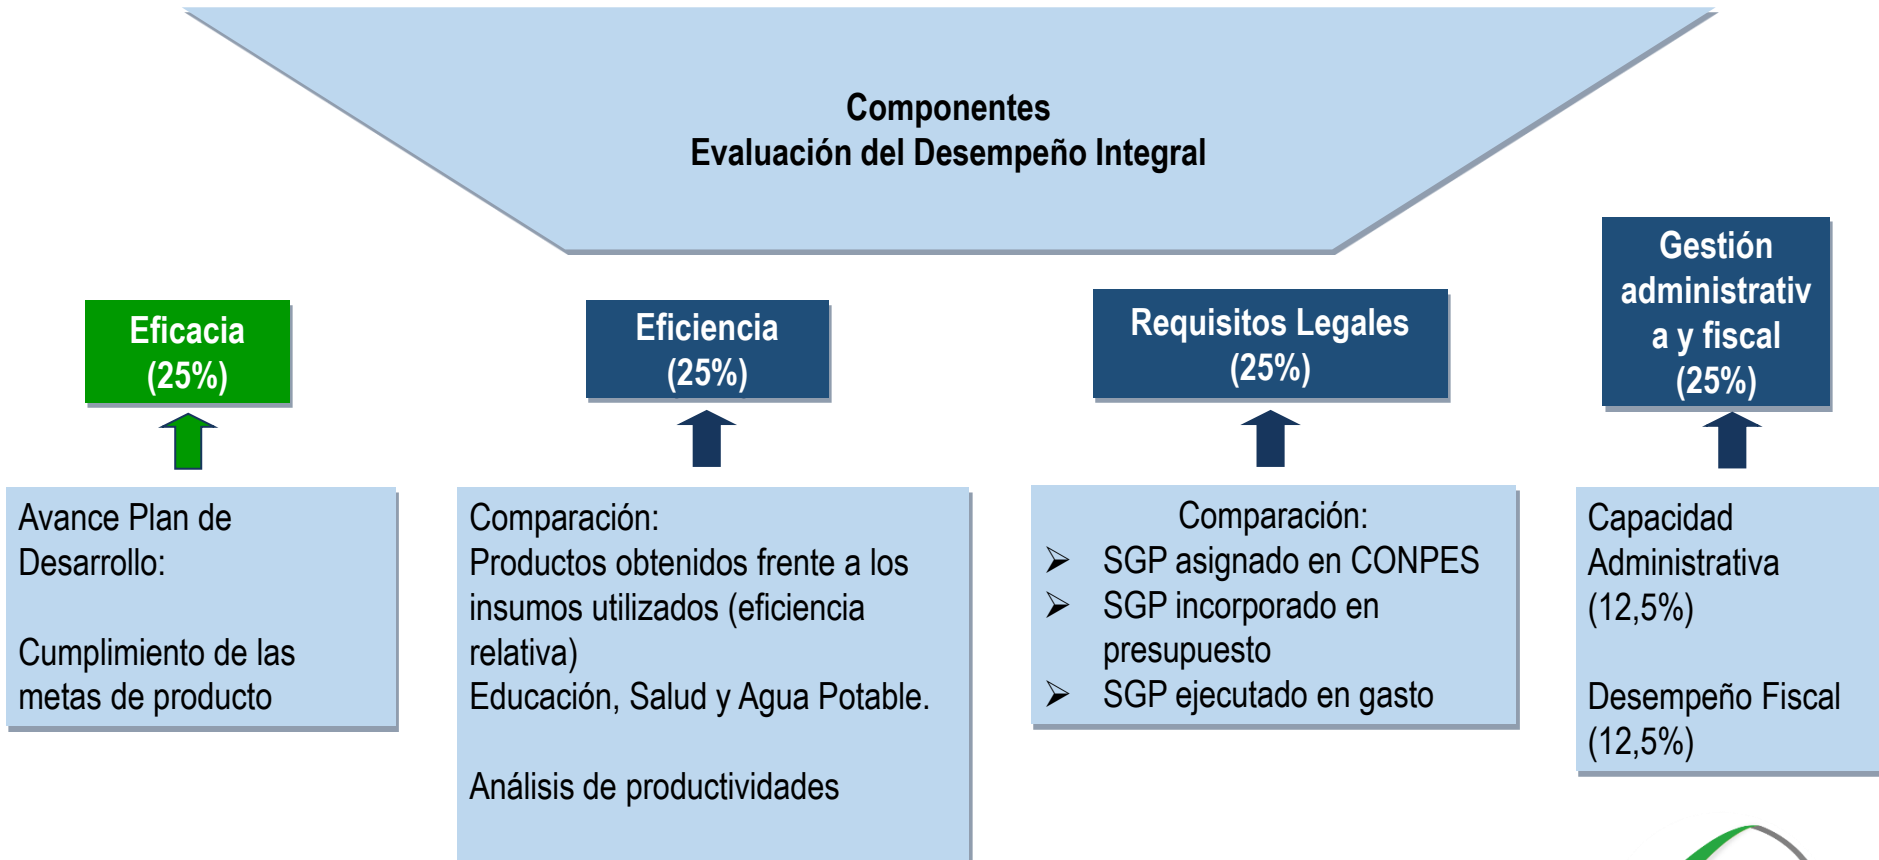 Componentes
Evaluación del Desempeño Integral
Eficacia
(25%)
Avance Plan de
Desarrollo:
Cumplimiento de las
metas de producto
Eficiencia
(25%)
Comparación:
Productos obtenidos frente a los
insumos utilizados (eficiencia
relativa)
Educación, Salud y Agua Potable.
Análisis de productividades
Requisitos Legales
(25%)
Comparación:
➢ SGP asignado en CONPES
➢ SGP incorporado en
presupuesto
➢ SGP ejecutado en gasto
Gestión
administrativ
a y fiscal
(25%)
Capacidad
Administrativa
(12,5%)
Desempeño Fiscal
(12,5%)